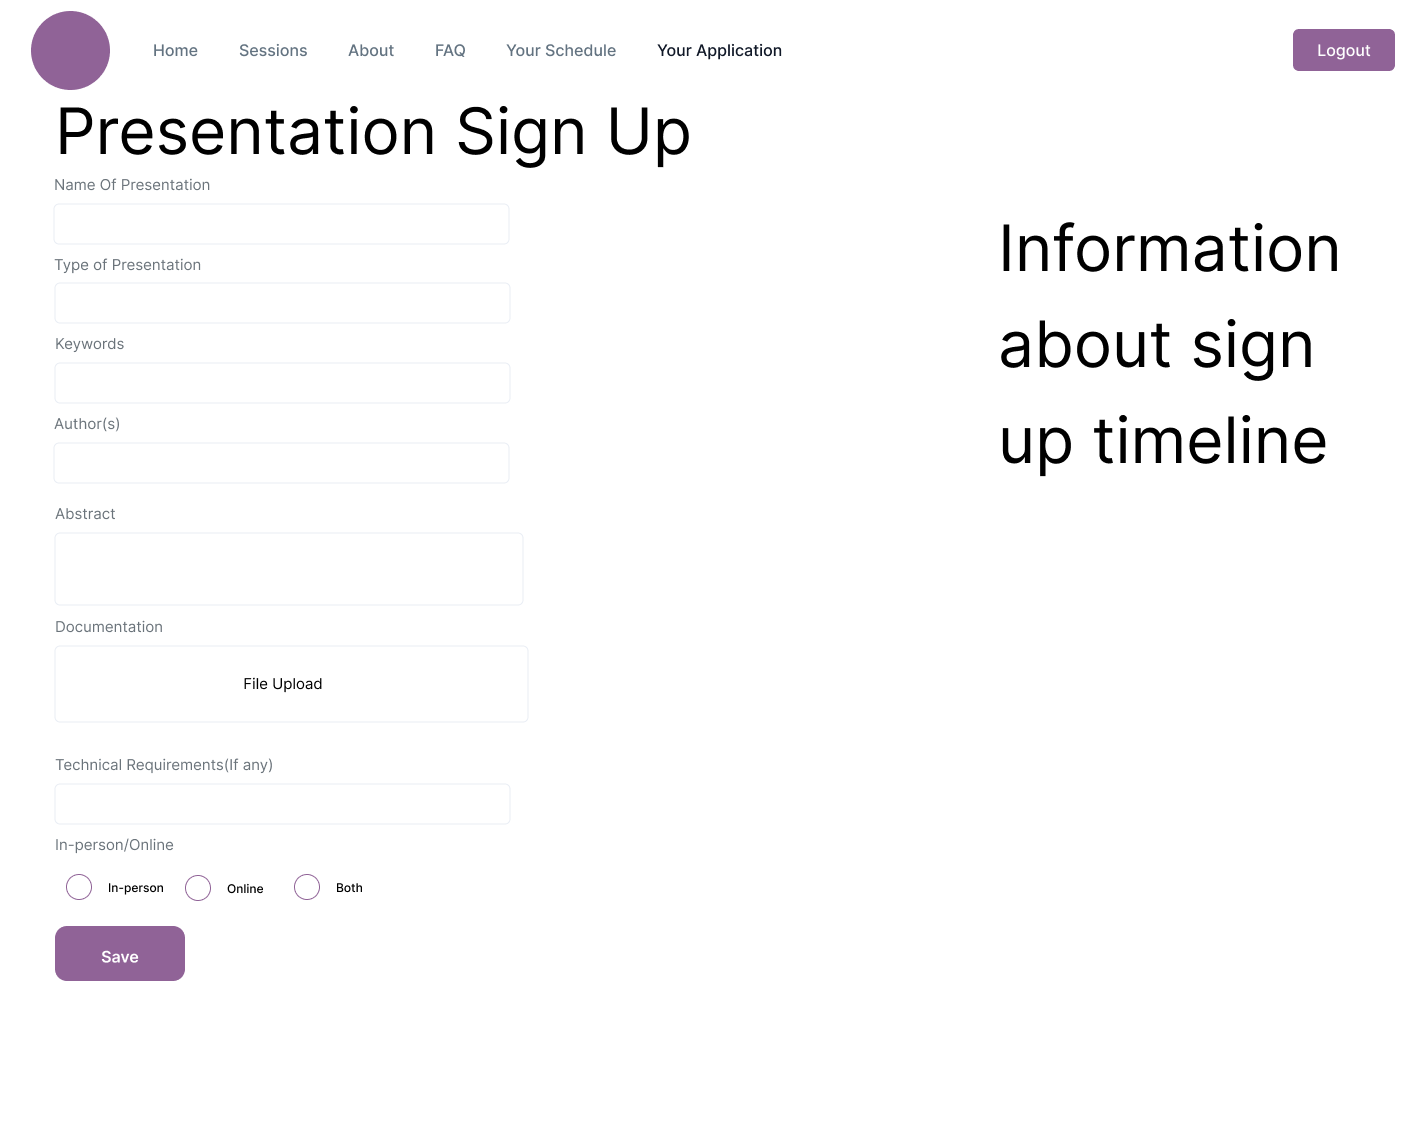 Home
Sessions
About
FAQ
Your Schedule
Your Application
Logout
Presentation Sign Up
Name Of Presentation
Type of Presentation
Keywords
Author(s)
Abstract
Documentation
File Upload
Technical Requirements(If any)
In-person/Online
In-person
Online
Both
Save
Information
about sign
up timeline